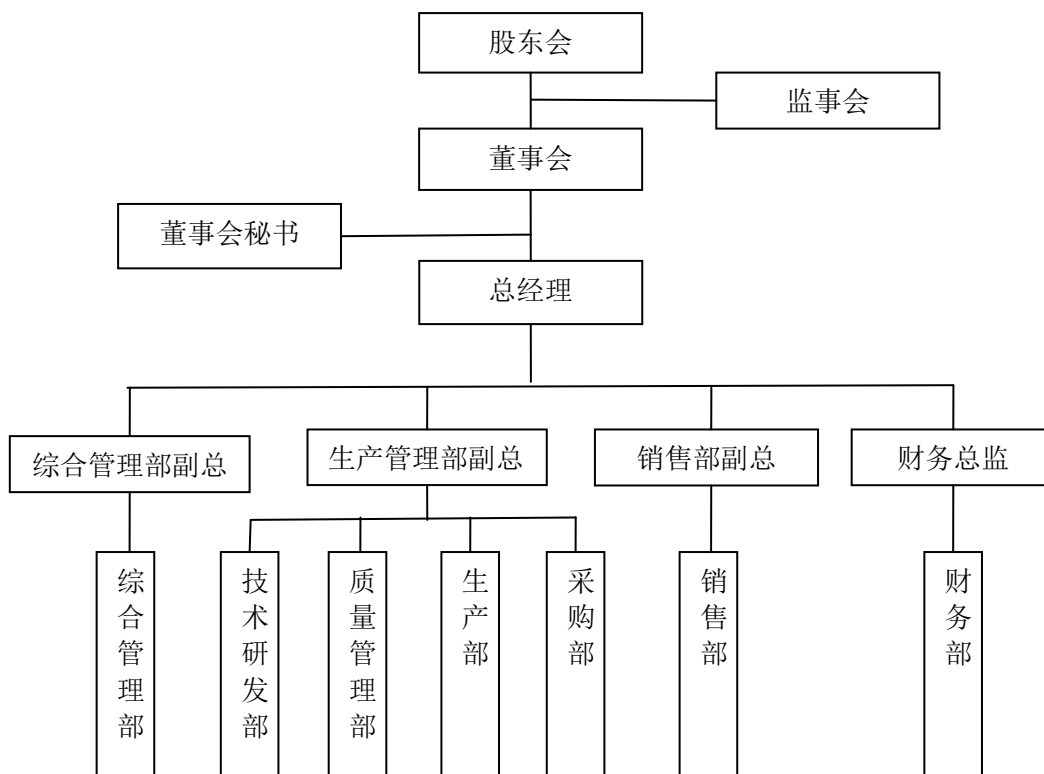 股东会
监事会
董事会
董事会秘书
总经理
综合管理部副总
生产管理部副总
销售部副总
财务总监
综合管理部
技术研发部
质量管理部
生产部
采购部
销售部
财务部